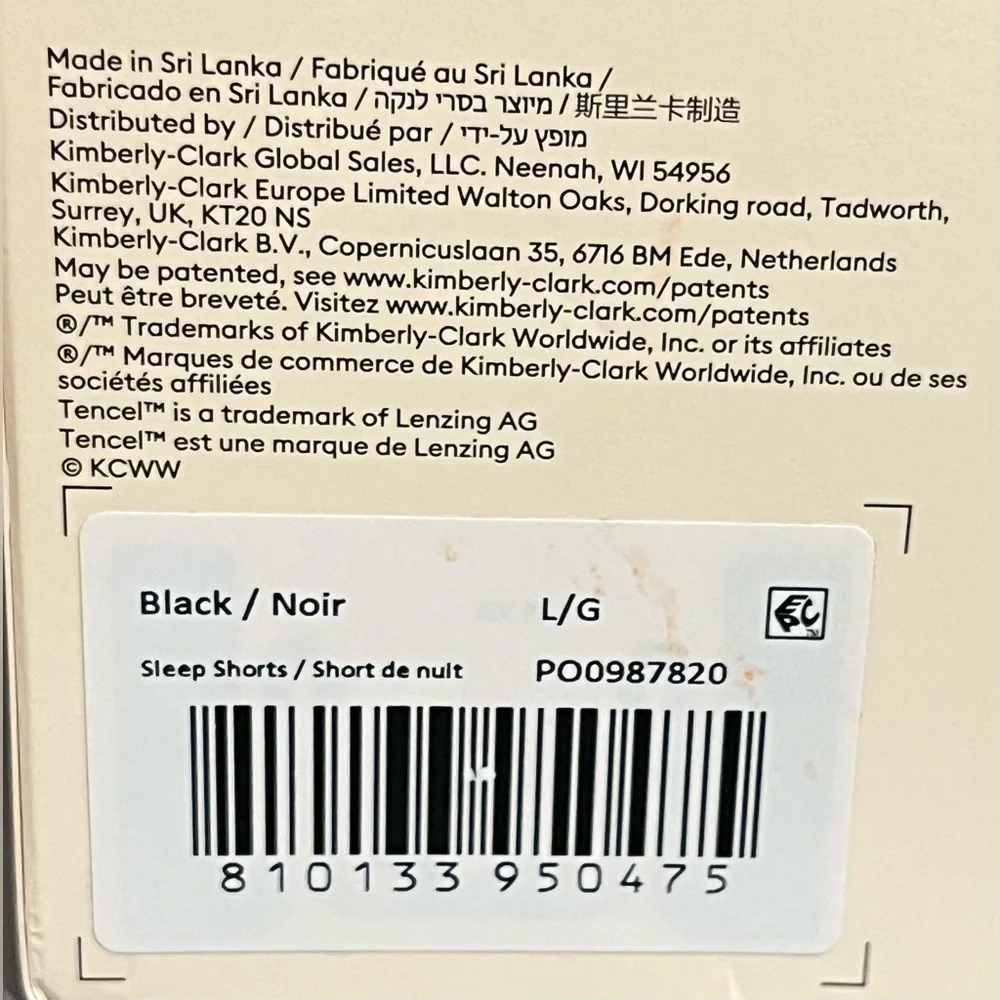 Made in Sri Lanka / Fabriqué au Sri Lanka /
Fabricado en Sri Lanka / מיוצר בסרי לנקה / 斯里兰卡制造
Distributed by / Distribué par / מופץ על-ידי
Kimberly-Clark Global Sales, LLC. Neenah, WI 54956
Kimberly-Clark Europe Limited Walton Oaks, Dorking road, Tadworth,
Surrey, UK, KT20 NS
Kimberly-Clark B.V., Copernicuslaan 35, 6716 BM Ede, Netherlands
May be patented, see www.kimberly-clark.com/patents
Peut être breveté. Visitez www.kimberly-clark.com/patents
®/™ Trademarks of Kimberly-Clark Worldwide, Inc. or its affiliates
®/™ Marques de commerce de Kimberly-Clark Worldwide, Inc. ou de ses
sociétés affiliées
Tencel™ is a trademark of Lenzing AG
Tencel™ est une marque de Lenzing AG
© KCWW
Black / Noir L/G EPC™
Sleep Shorts / Short de nuit PO0987820
810133950475